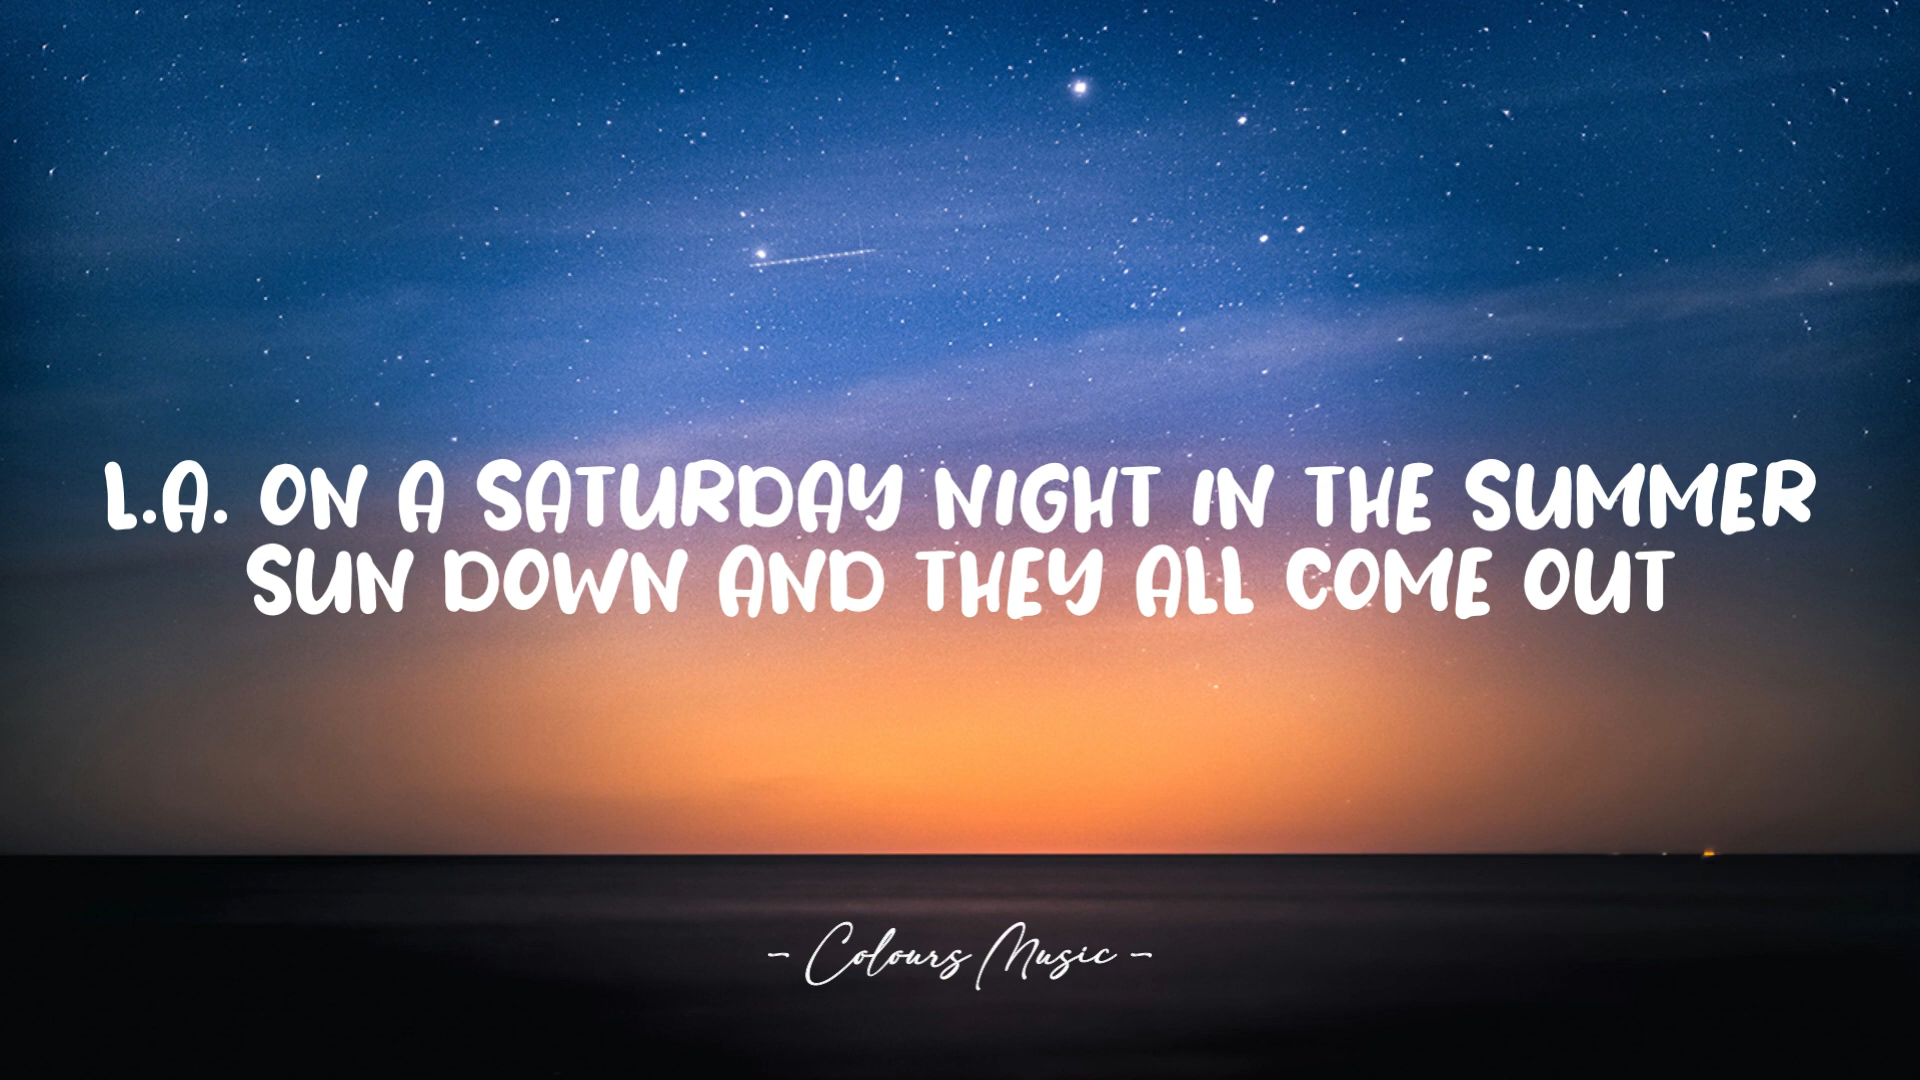 L.A. ON A SATURDAY NIGHT IN THE SUMMER
SUN DOWN AND THEY ALL COME OUT
- Colours Music -